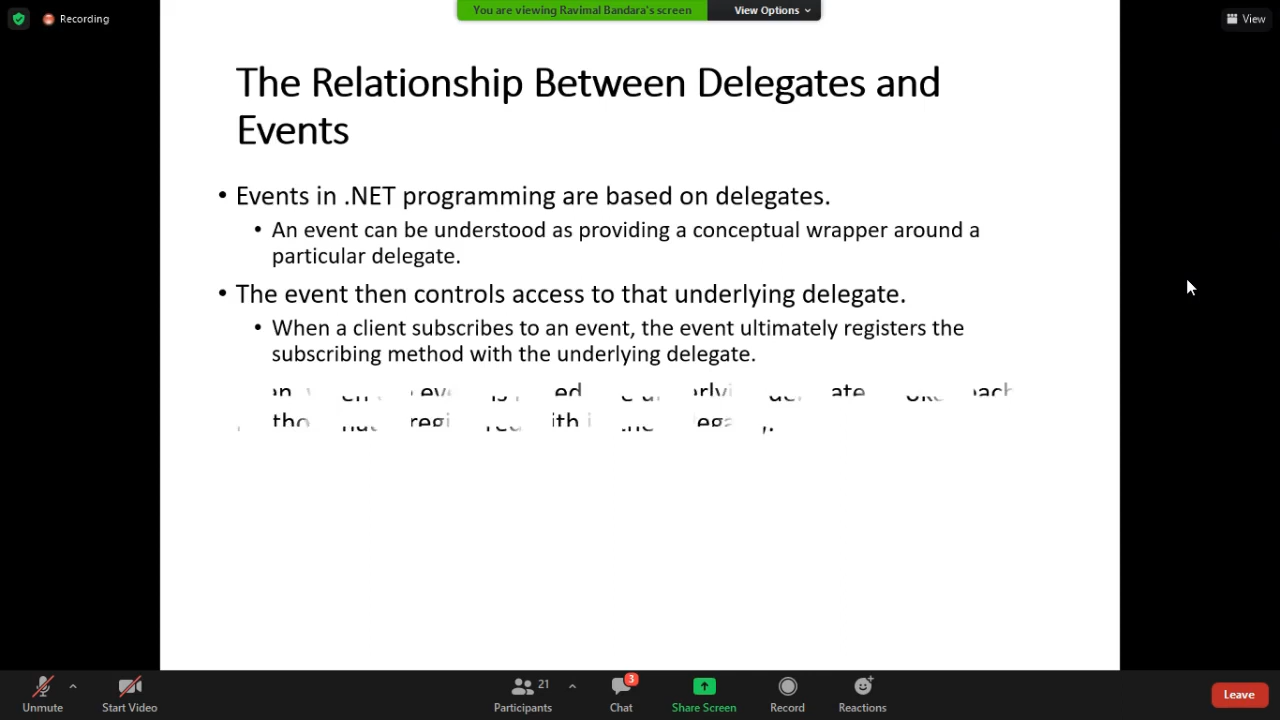 Recording
You are viewing Ravimal Bandara's screen
View Options
View
The Relationship Between Delegates and
Events
• Events in .NET programming are based on delegates.
• An event can be understood as providing a conceptual wrapper around a
particular delegate.
• The event then controls access to that underlying delegate.
• When a client subscribes to an event, the event ultimately registers the
subscribing method with the underlying delegate.
Unmute
Start Video
21
Participants
3
Chat
Share Screen
Record
Reactions
Leave